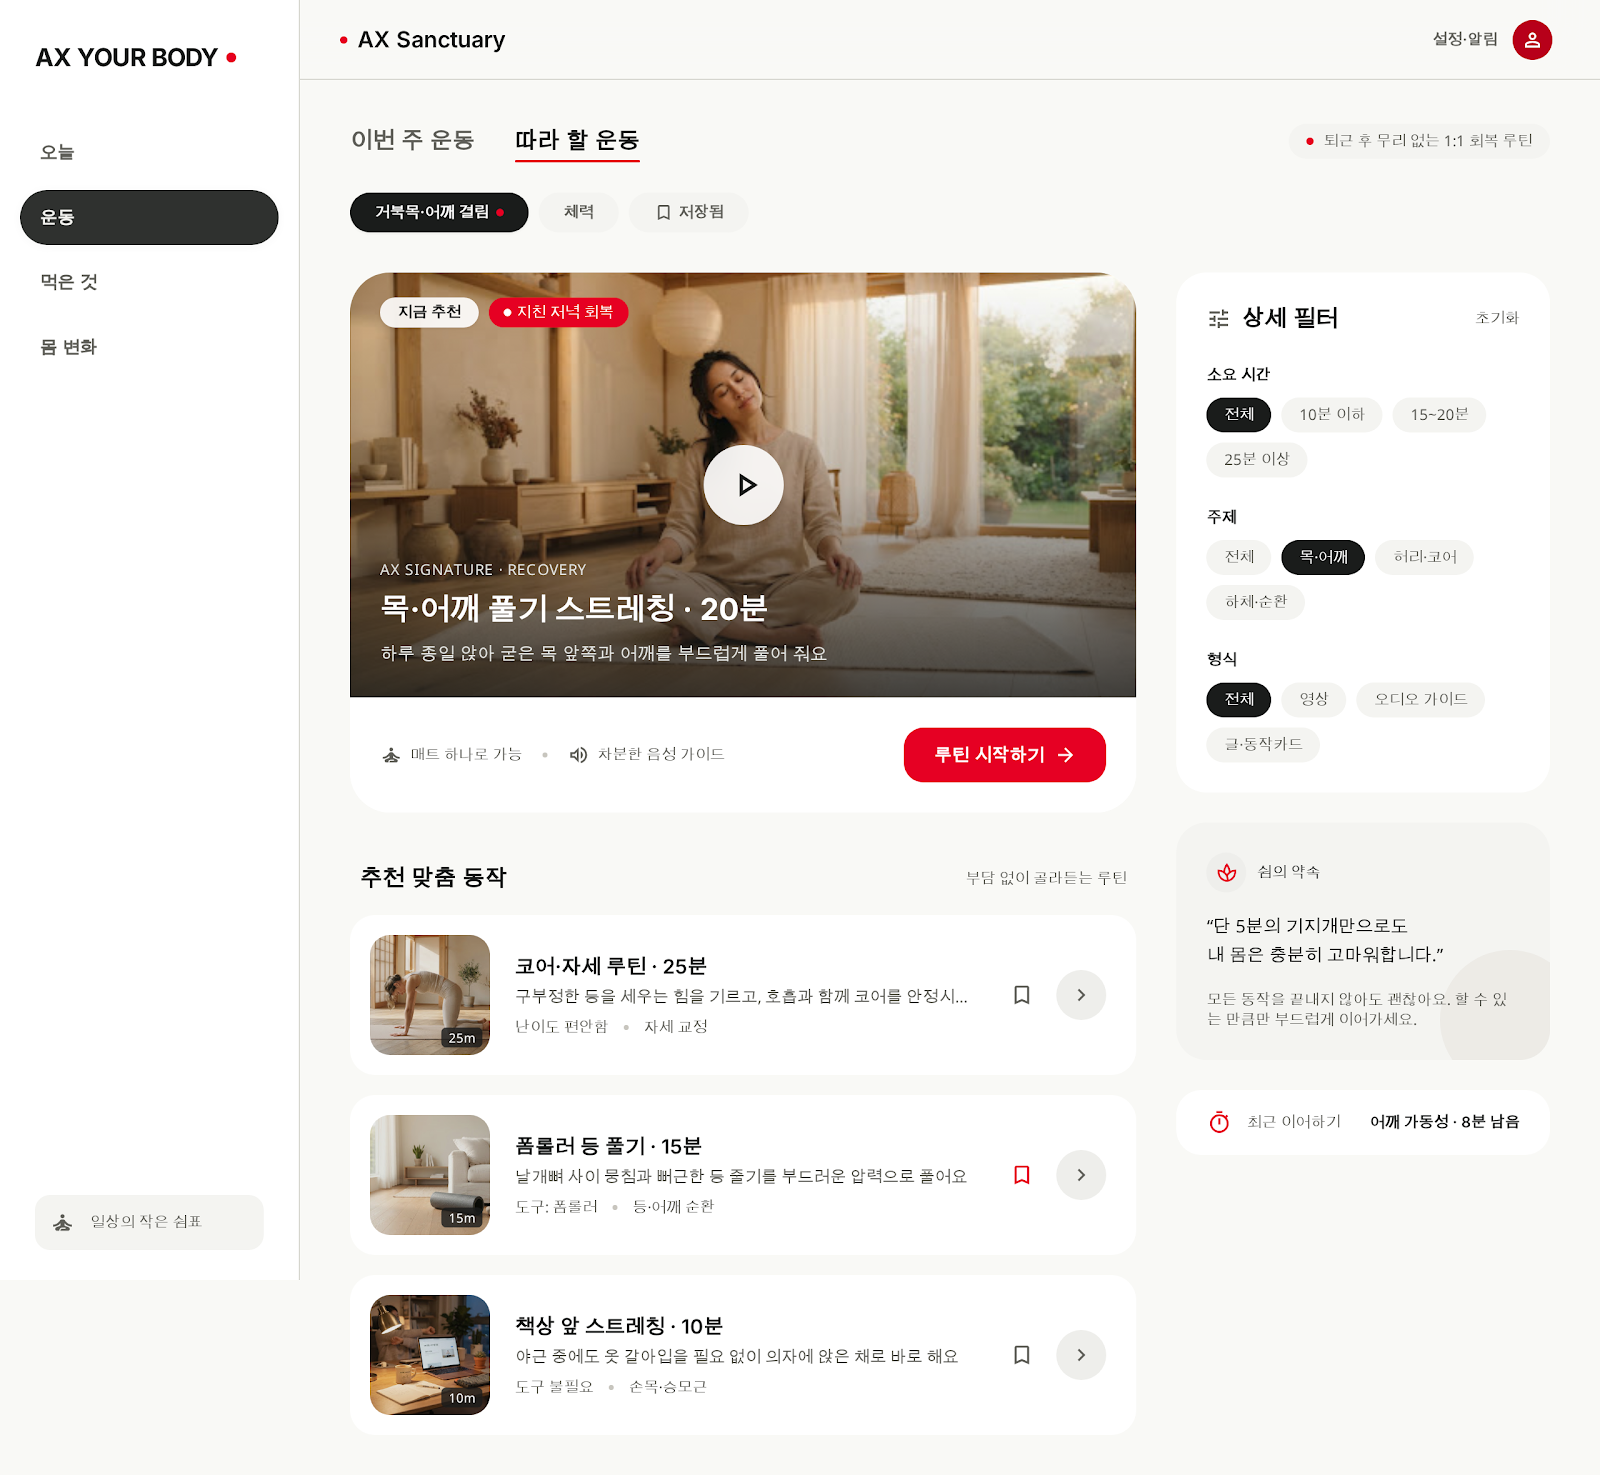 AX YOUR BODY
오늘
운동
먹은 것
몸 변화
일상의 작은 쉼표
AX Sanctuary
설정·알림
이번 주 운동
따라 할 운동
퇴근 후 무리 없는 1:1 회복 루틴
거북목·어깨 결림
체력
저장됨
지금 추천
지친 저녁 회복
AX SIGNATURE · RECOVERY
목·어깨 풀기 스트레칭 · 20분
하루 종일 앉아 굳은 목 앞쪽과 어깨를 부드럽게 풀어 줘요
매트 하나로 가능
차분한 음성 가이드
루틴 시작하기
추천 맞춤 동작
부담 없이 골라듣는 루틴
25m
코어·자세 루틴 · 25분
구부정한 등을 세우는 힘을 기르고, 호흡과 함께 코어를 안정시...
난이도 편안함
자세 교정
15m
폼롤러 등 풀기 · 15분
날개뼈 사이 뭉침과 뻐근한 등 줄기를 부드러운 압력으로 풀어요
도구: 폼롤러
등·어깨 순환
10m
책상 앞 스트레칭 · 10분
야근 중에도 옷 갈아입을 필요 없이 의자에 앉은 채로 바로 해요
도구 불필요
손목·승모근
상세 필터
초기화
소요 시간
전체
10분 이하
15~20분
25분 이상
주제
전체
목·어깨
허리·코어
하체·순환
형식
전체
영상
오디오 가이드
글·동작카드
쉼의 약속
“단 5분의 기지개만으로도
내 몸은 충분히 고마워합니다.”
모든 동작을 끝내지 않아도 괜찮아요. 할 수 있
는 만큼만 부드럽게 이어가세요.
최근 이어하기
어깨 가동성 · 8분 남음